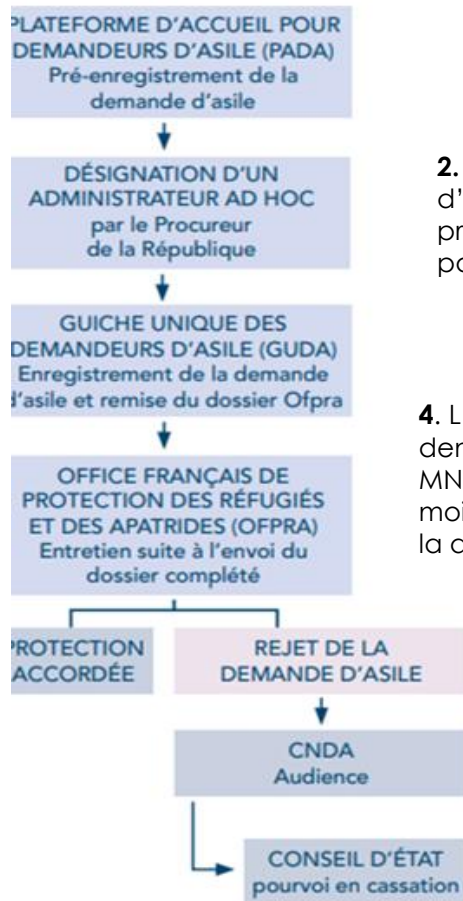 PLATEFORME D'ACCUEIL POUR
DEMANDEURS D'ASILE (PADA)
Pré-enregistrement de la
demande d'asile
DÉSIGNATION D'UN
ADMINISTRATEUR AD HOC
par le Procureur
de la République
2.
d'
pr
GUICHE UNIQUE DES
DEMANDEURS D'ASILE (GUDA)
Enregistrement de la demande
d'asile et remise du dossier Ofpra
4. L
MN
moi
la
OFFICE FRANÇAIS DE
PROTECTION DES RÉFUGIÉS
ET DES APATRIDES (OFPRA)
Entretien suite à l'envoi du
dossier complété
PROTECTION
ACCORDÉE
REJET DE LA
DEMANDE D'ASILE
CNDA
Audience
CONSEIL D'ÉTAT
pourvoi en cassation